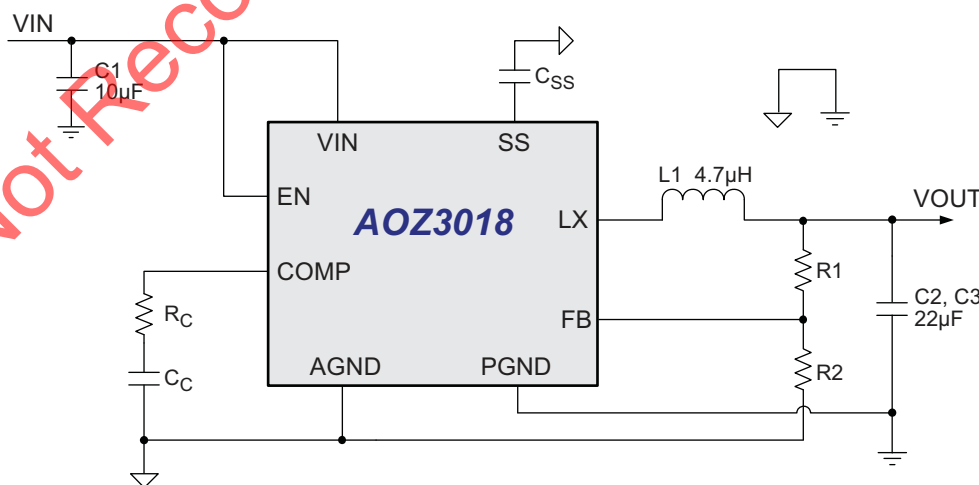 VIN
Not Reco
C1
10µF
CSS
VIN
SS
L1 4.7µH
EN
LX
VOUT
AOZ3018
COMP
R1
RC
FB
C2, C3
22µF
CC
AGND
PGND
R2